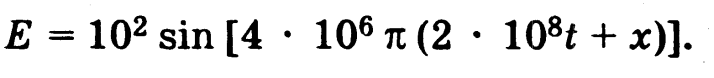 E = 10² sin [4 · 10⁶ π (2 · 10⁸t + x)].